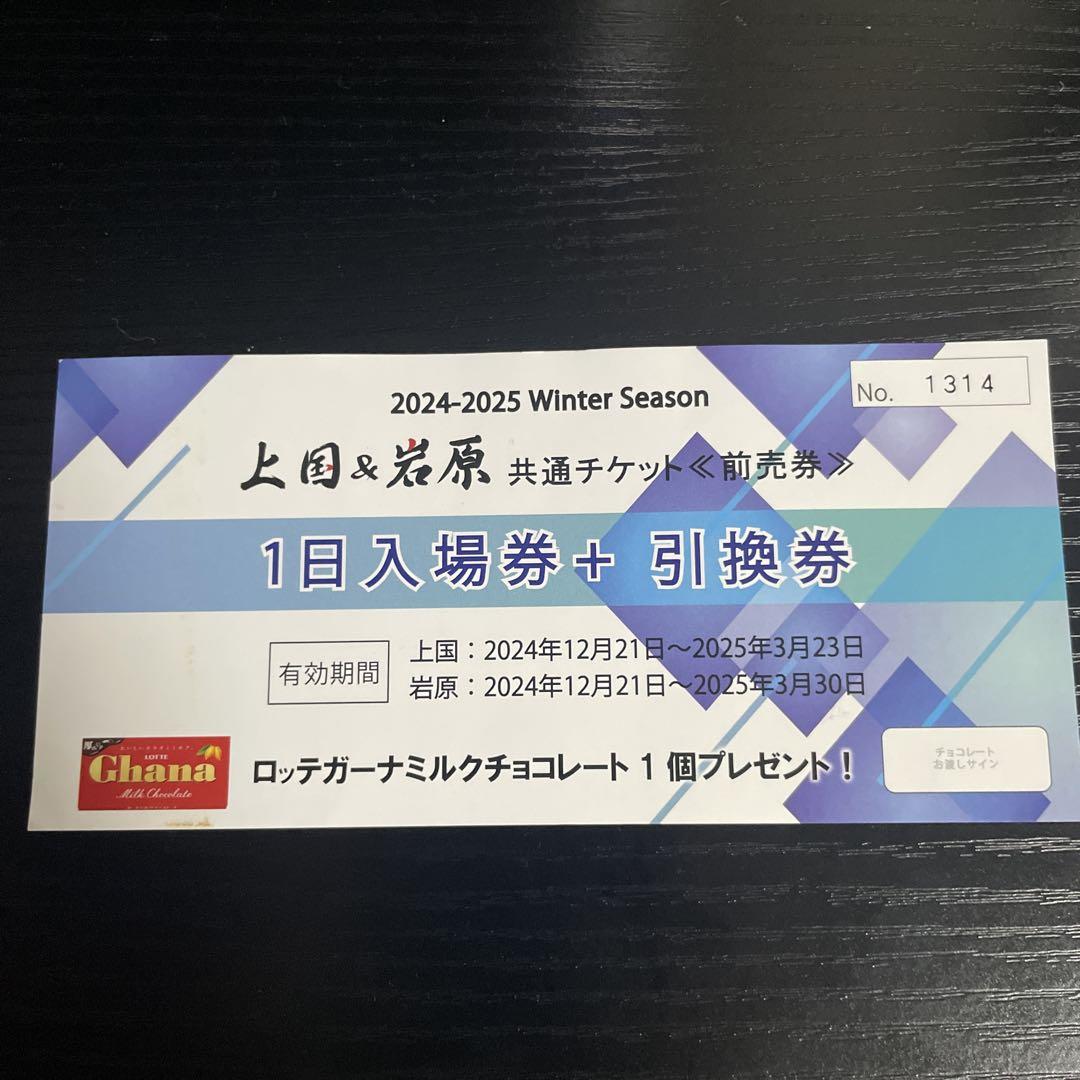 2024-2025 Winter Season
No. 1314
上国&岩原 共通チケット≪前売券≫
1日入場券+ 引換券
有効期間
上国：2024年12月21日～2025年3月23日
岩原：2024年12月21日～2025年3月30日
LOTTE
Ghana
Milk Chocolate
ロッテガーナミルクチョコレート 1 個プレゼント！
チョコレート
お渡しサイン